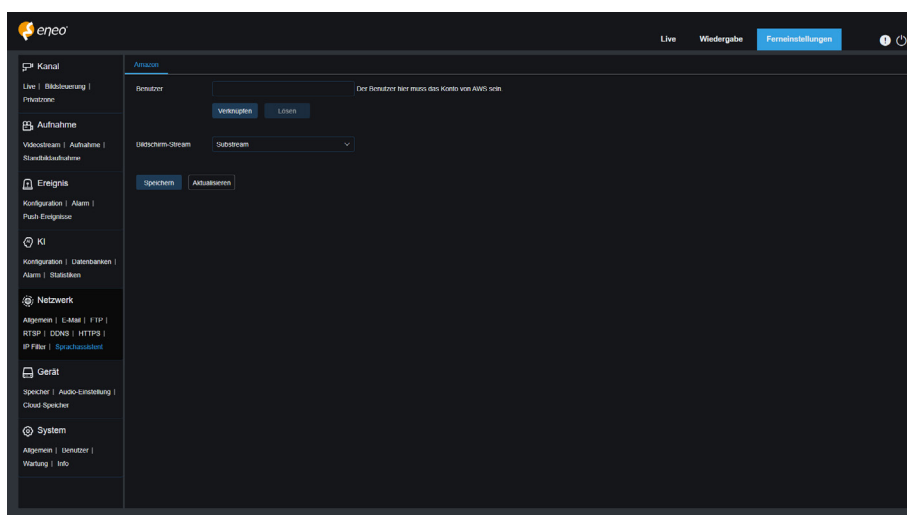 eneo
Live Wiedergabe Ferneinstellungen
Kanal
Live | Bildsteuerung |
Privatzone
Aufnahme
Videostream | Aufnahme |
Standbildaufnahme
Ereignis
Konfiguration | Alarm |
Push-Ereignisse
KI
Konfiguration | Datenbanken |
Alarm | Statistiken
Netzwerk
Allgemein | E-Mail | FTP |
RTSP | DDNS | HTTPS |
IP Filter | Sprachassistent
Gerät
Speicher | Audio-Einstellung |
Cloud-Speicher
System
Allgemein | Benutzer |
Wartung | Info
Amazon
Benutzer Der Benutzer hier muss das Konto von AWS sein.
Verknüpfen Lösen
Bildschirm-Stream Substream
Speichern Aktualisieren